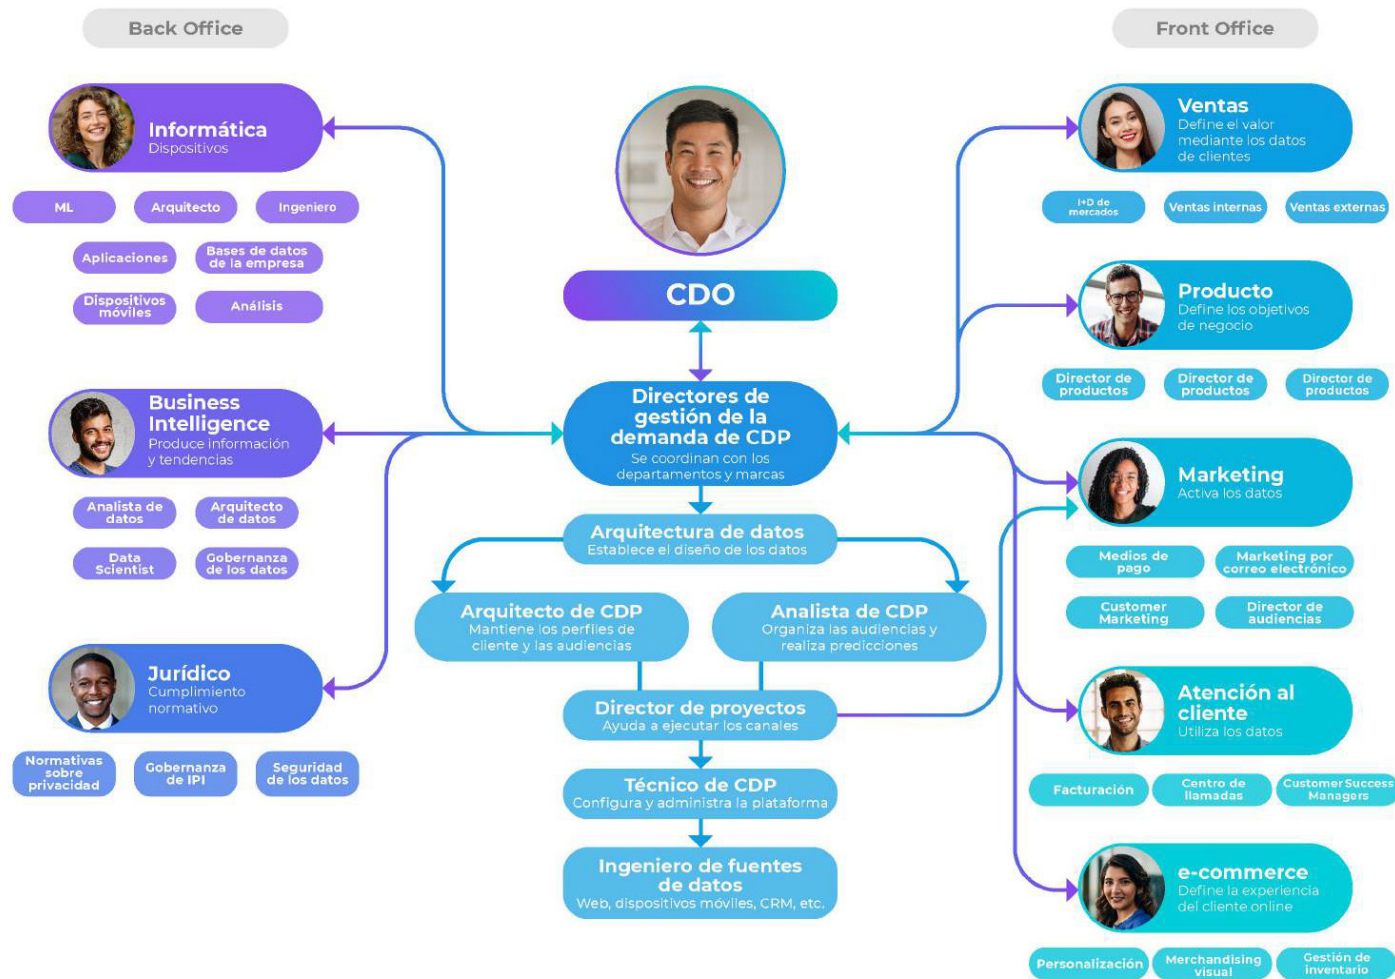 Back Office
Informática
Dispositivos
ML
Arquitecto
Ingeniero
Aplicaciones
Bases de datos
de la empresa
Dispositivos
móviles
Análisis
Business
Intelligence
Produce información
y tendencias
Analista de
datos
Arquitecto
de datos
Data
Scientist
Gobernanza
de los datos
Jurídico
Cumplimiento
normativo
Normativas
sobre
privacidad
Gobernanza
de IPI
Seguridad
de los datos
CDO
Directores de
gestión de la
demanda de CDP
Se coordinan con los
departamentos y marcas
Arquitectura de datos
Establece el diseño de los datos
Arquitecto de CDP
Mantiene los perfiles de
cliente y las audiencias
Analista de CDP
Organiza las audiencias y
realiza predicciones
Director de proyectos
Ayuda a ejecutar los canales
Técnico de CDP
Configura y administra la plataforma
Ingeniero de fuentes
de datos
Web, dispositivos móviles, CRM, etc.
Front Office
Ventas
Define el valor
mediante los datos
de clientes
I+D de
mercados
Ventas internas
Ventas externas
Producto
Define los objetivos
de negocio
Director de
productos
Director de
productos
Director de
productos
Marketing
Activa los datos
Medios de
pago
Marketing por
correo electrónico
Customer
Marketing
Director de
audiencias
Atención al
cliente
Utiliza los datos
Facturación
Centro de
llamadas
Customer Success
Managers
e-commerce
Define la experiencia
del cliente online
Personalización
Merchandising
visual
Gestión de
inventario